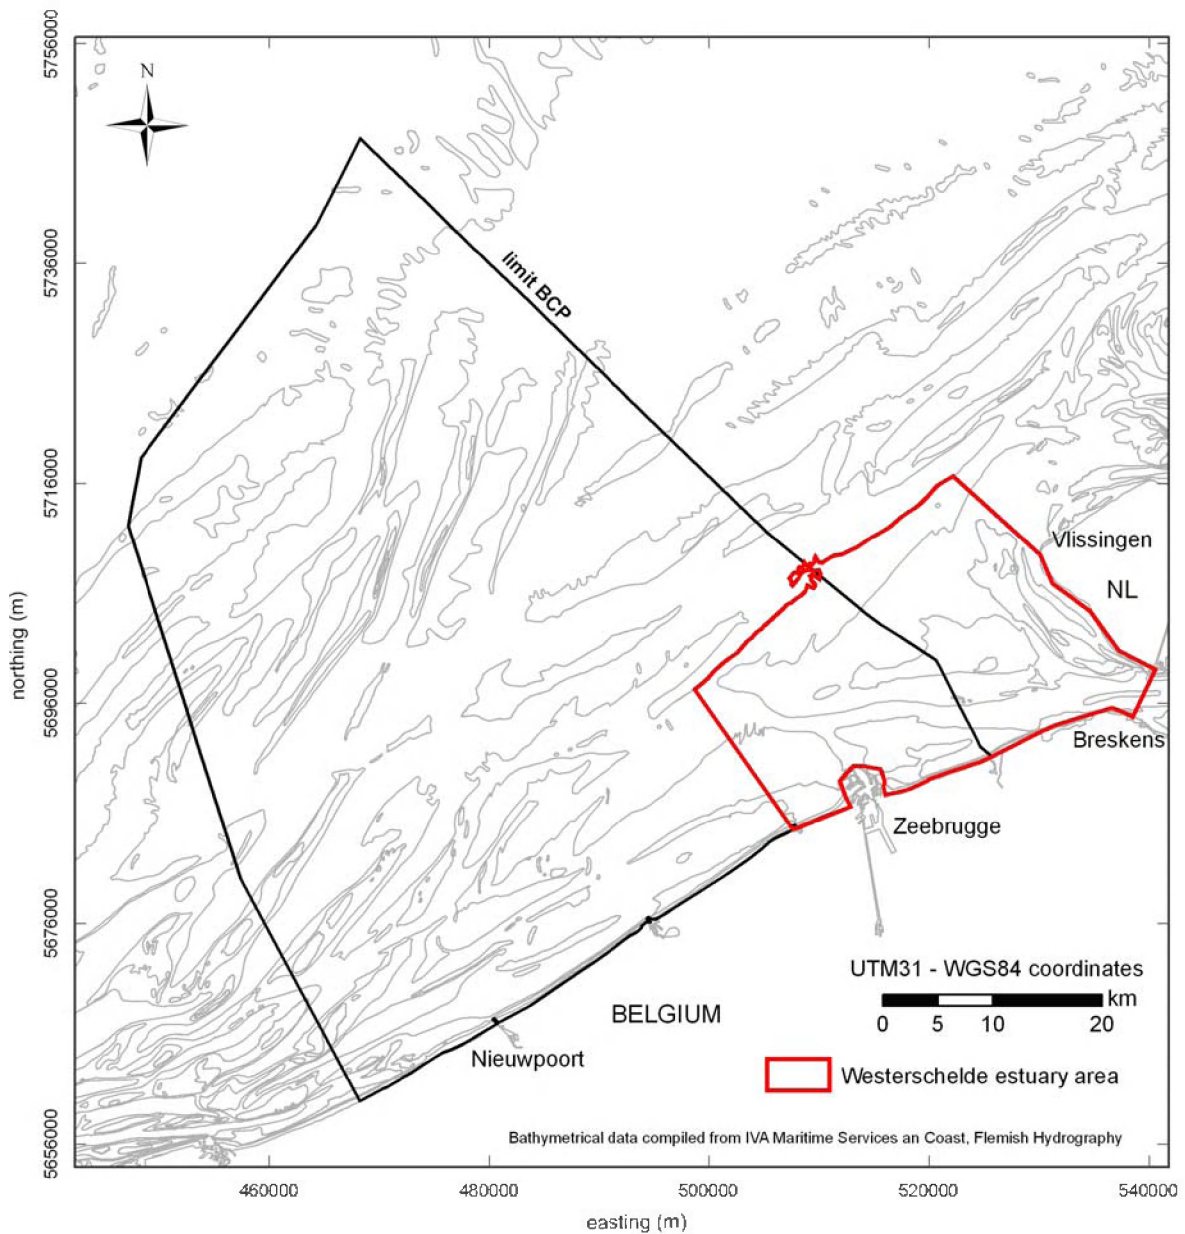 N
limit BCP
Vlissingen
NL
Breskens
Zeebrugge
UTM31 - WGS84 coordinates
km
0 5 10 20
BELGIUM
Nieuwpoort
Westerschelde estuary area
Bathymetrical data compiled from IVA Maritime Services an Coast, Flemish Hydrography
5756000
5736000
5716000
5696000
5676000
5656000
northing (m)
460000 480000 500000 520000 540000
easting (m)